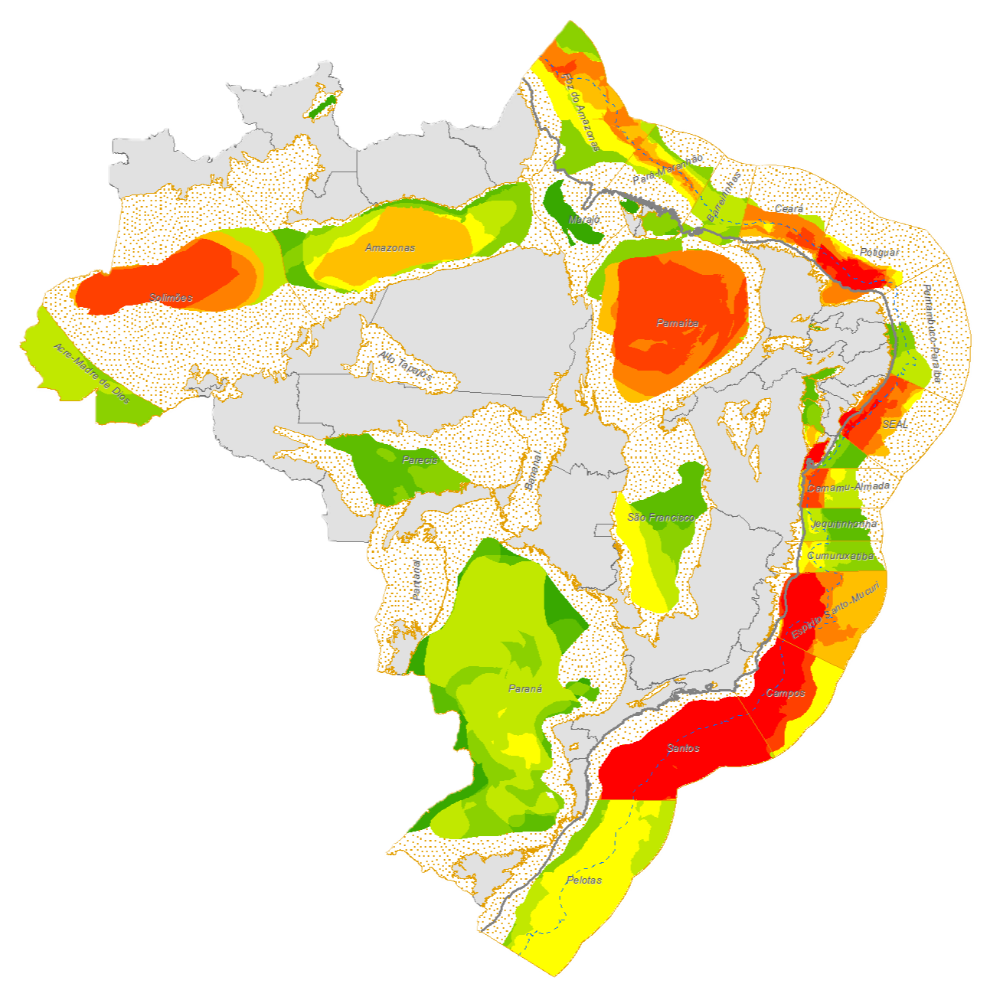 Foz do Amazonas
Pará-Maranhão
Barreirinhas
Ceará
Marajó
Potiguar
Amazonas
Solimões
Parnaíba
Pernambuco-Paraíba
Acre-Madre de Dios
Alto Tapajós
SEAL
Parecis
Bananal
Camamu-Almada
São Francisco
Jequitinhonha
Cumuruxatiba
Pantanal
Espírito Santo-Mucuri
Paraná
Campos
Santos
Pelotas